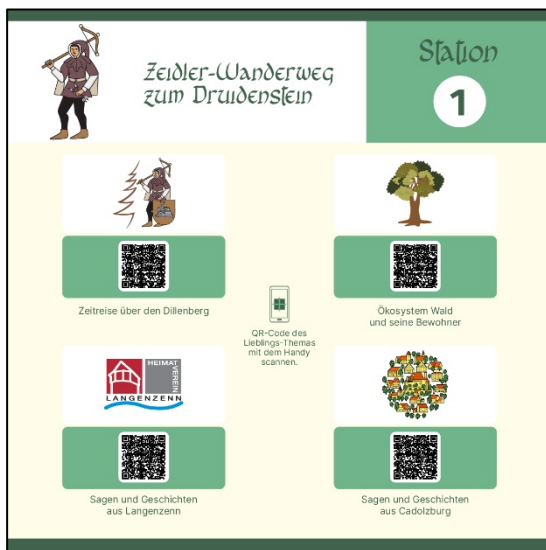 Zeidler-Wanderweg
zum Druidenstein
Station
1
Zeitreise über den Dillenberg
Ökosystem Wald
und seine Bewohner
QR-Code des
Lieblings-Themas
mit dem Handy
scannen.
HEIMAT
VEREIN
LANGENZENN
Sagen und Geschichten
aus Langenzenn
Sagen und Geschichten
aus Cadolzburg